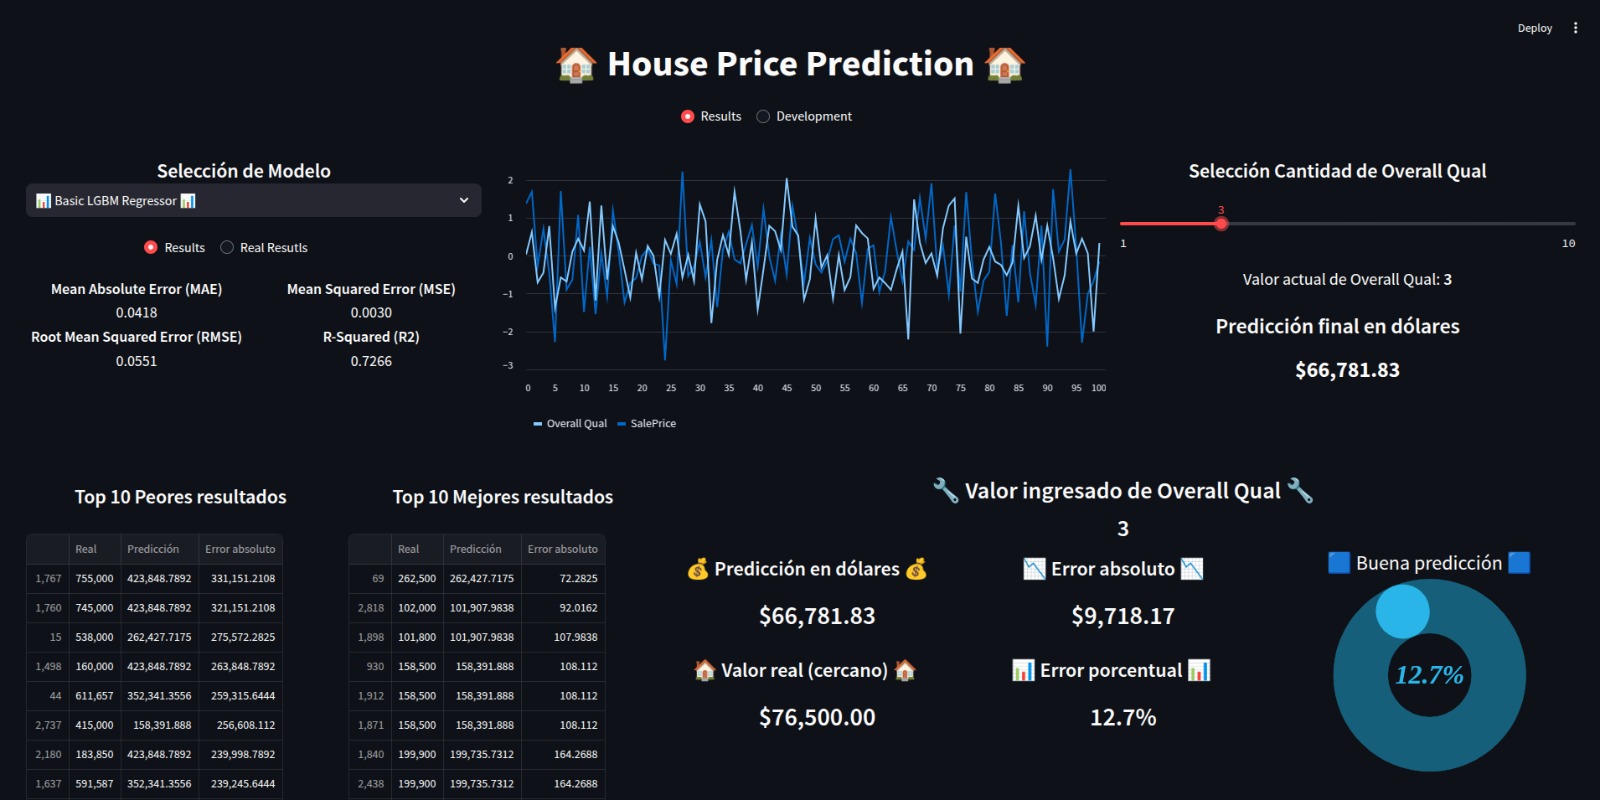 Deploy
🏠 House Price Prediction 🏠
Results Development
Selección de Modelo
📊 Basic LGBM Regressor 📊
Results Real Resutls
Mean Absolute Error (MAE) Mean Squared Error (MSE)
0.0418 0.0030
Root Mean Squared Error (RMSE) R-Squared (R2)
0.0551 0.7266
2
1
0
−1
−2
−3
0 5 10 15 20 25 30 35 40 45 50 55 60 65 70 75 80 85 90 95 100
Overall Qual SalePrice
Selección Cantidad de Overall Qual
3
1 10
Valor actual de Overall Qual: 3
Predicción final en dólares
$66,781.83
Top 10 Peores resultados
Real Predicción Error absoluto
1,767 755,000 423,848.7892 331,151.2108
1,760 745,000 423,848.7892 321,151.2108
15 538,000 262,427.7175 275,572.2825
1,498 160,000 423,848.7892 263,848.7892
44 611,657 352,341.3556 259,315.6444
2,737 415,000 158,391.888 256,608.112
2,180 183,850 423,848.7892 239,998.7892
1,637 591,587 352,341.3556 239,245.6444
Top 10 Mejores resultados
Real Predicción Error absoluto
69 262,500 262,427.7175 72.2825
2,818 102,000 101,907.9838 92.0162
1,898 101,800 101,907.9838 107.9838
930 158,500 158,391.888 108.112
1,912 158,500 158,391.888 108.112
1,871 158,500 158,391.888 108.112
1,840 199,900 199,735.7312 164.2688
2,438 199,900 199,735.7312 164.2688
🔧 Valor ingresado de Overall Qual 🔧
3
💰 Predicción en dólares 💰
$66,781.83
📉 Error absoluto 📉
$9,718.17
🏠 Valor real (cercano) 🏠
$76,500.00
📊 Error porcentual 📊
12.7%
🟦 Buena predicción 🟦
12.7%